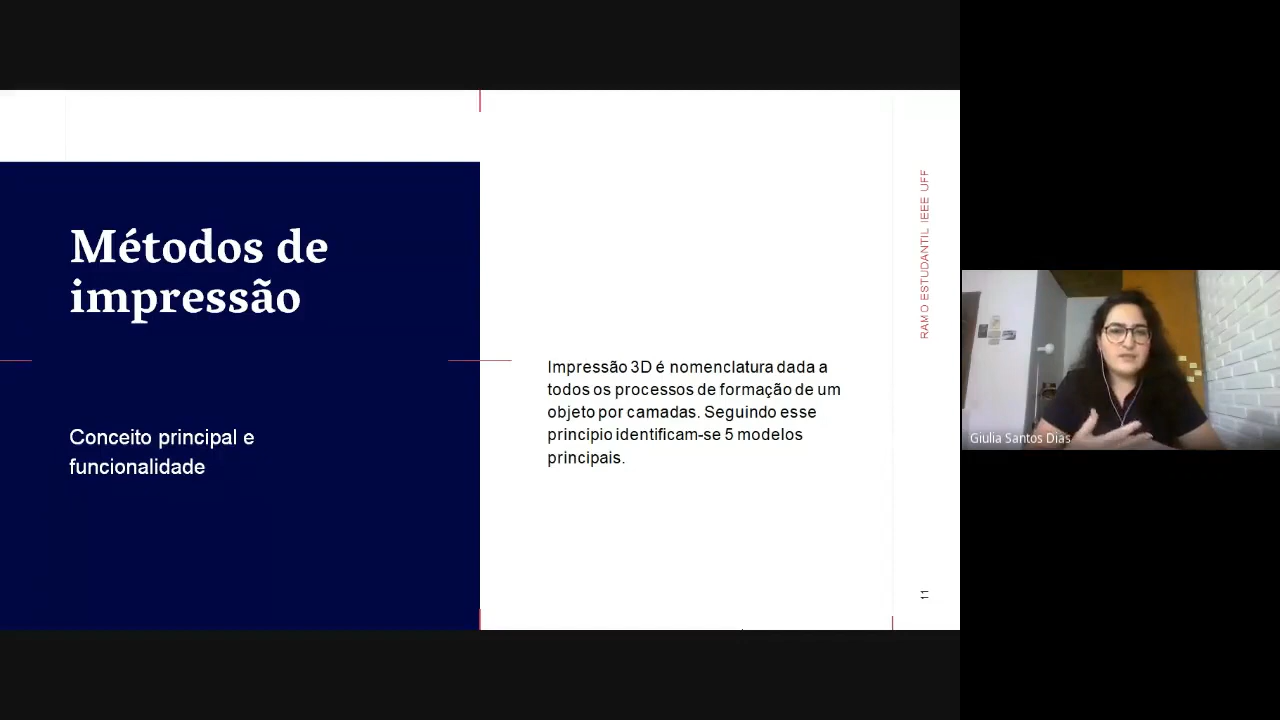 Métodos de
impressão
Conceito principal e
funcionalidade
Impressão 3D é nomenclatura dada a
todos os processos de formação de um
objeto por camadas. Seguindo esse
principio identificam-se 5 modelos
principais.
RAMO ESTUDANTIL IEEE UFF
11
Giulia Santos Dias